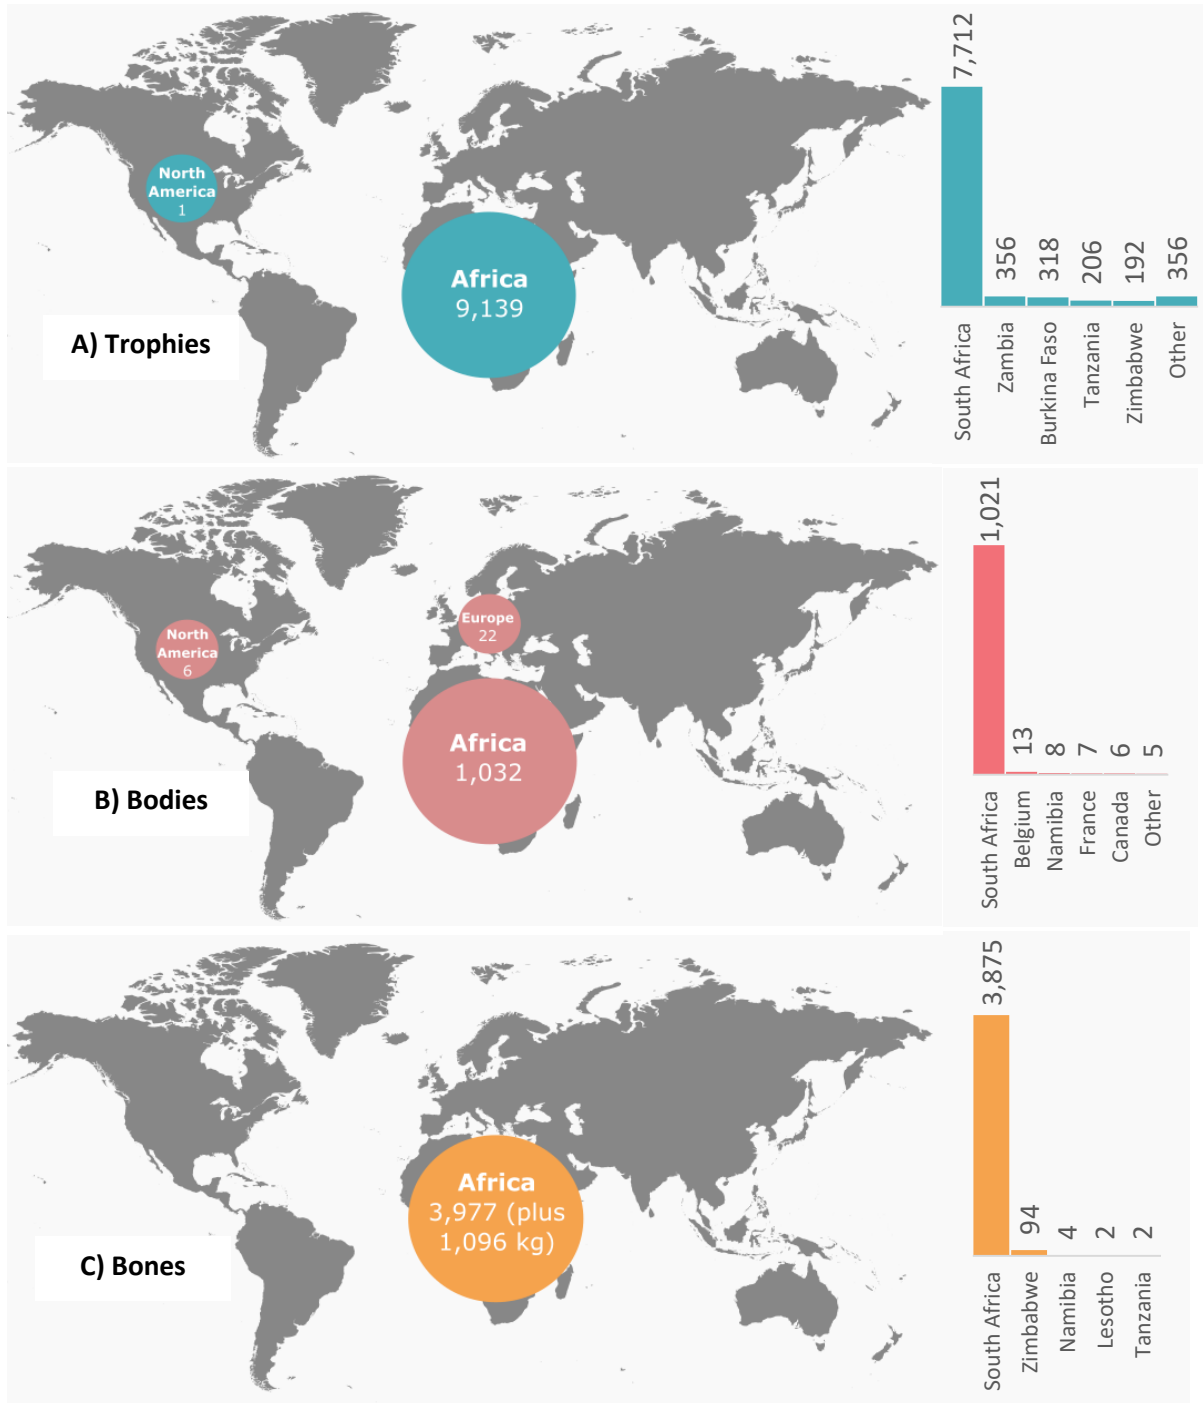 North
America
1
Africa
9,139
A) Trophies
7,712
356
318
206
192
356
South Africa
Zambia
Burkina Faso
Tanzania
Zimbabwe
Other
North
America
6
Europe
22
Africa
1,032
B) Bodies
1,021
13
8
7
6
5
South Africa
Belgium
Namibia
France
Canada
Other
Africa
3,977 (plus
1,096 kg)
C) Bones
3,875
94
4
2
2
South Africa
Zimbabwe
Namibia
Lesotho
Tanzania